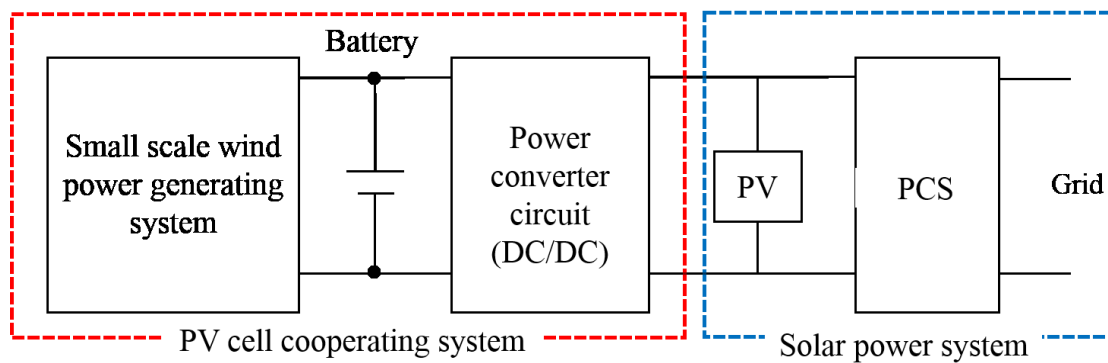 Battery
Small scale wind
power generating
system
Power
converter
circuit
(DC/DC)
PV
PCS
Grid
PV cell cooperating system
Solar power system